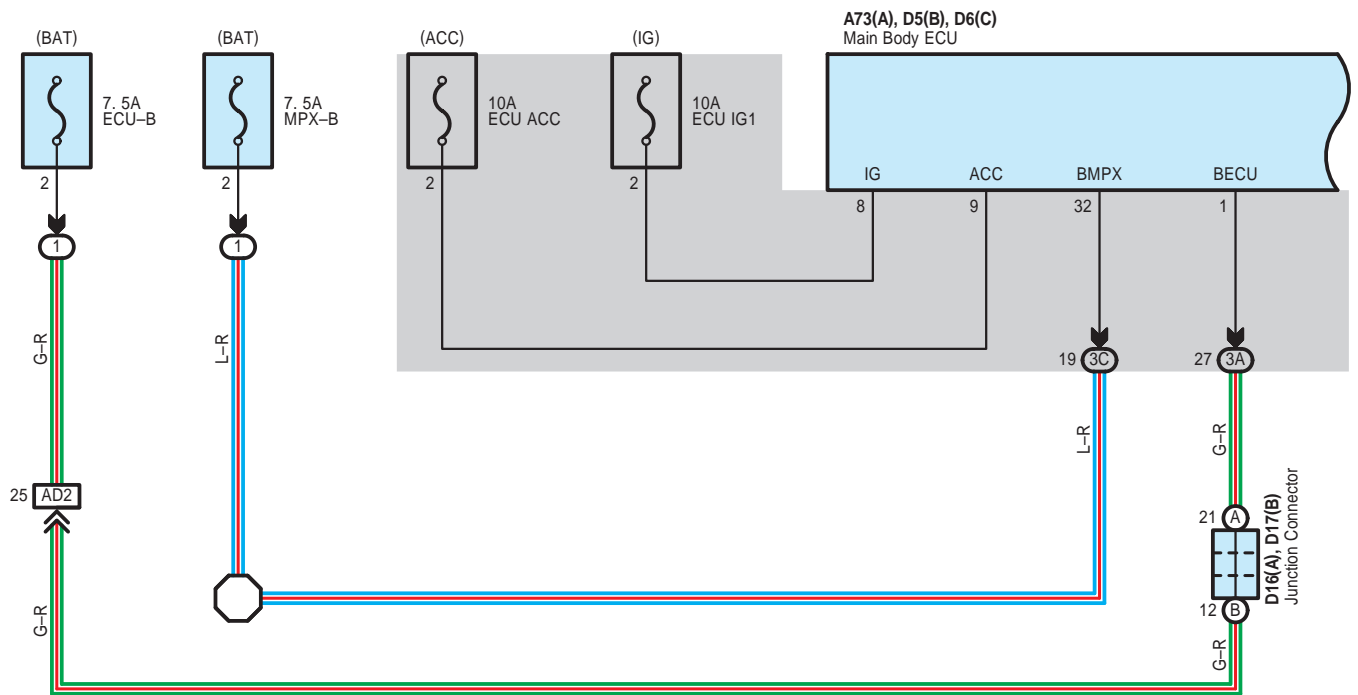 A73(A), D5(B), D6(C)
Main Body ECU
(BAT)
(BAT)
(ACC)
(IG)
7. 5A
ECU–B
7. 5A
MPX–B
10A
ECU ACC
10A
ECU IG1
IG
ACC
BMPX
BECU
2
2
2
2
8
9
32
1
1
1
G–R
L–R
19
3C
27
3A
L–R
G–R
25
AD2
21
A
D16(A), D17(B)
Junction Connector
12
B
G–R
G–R